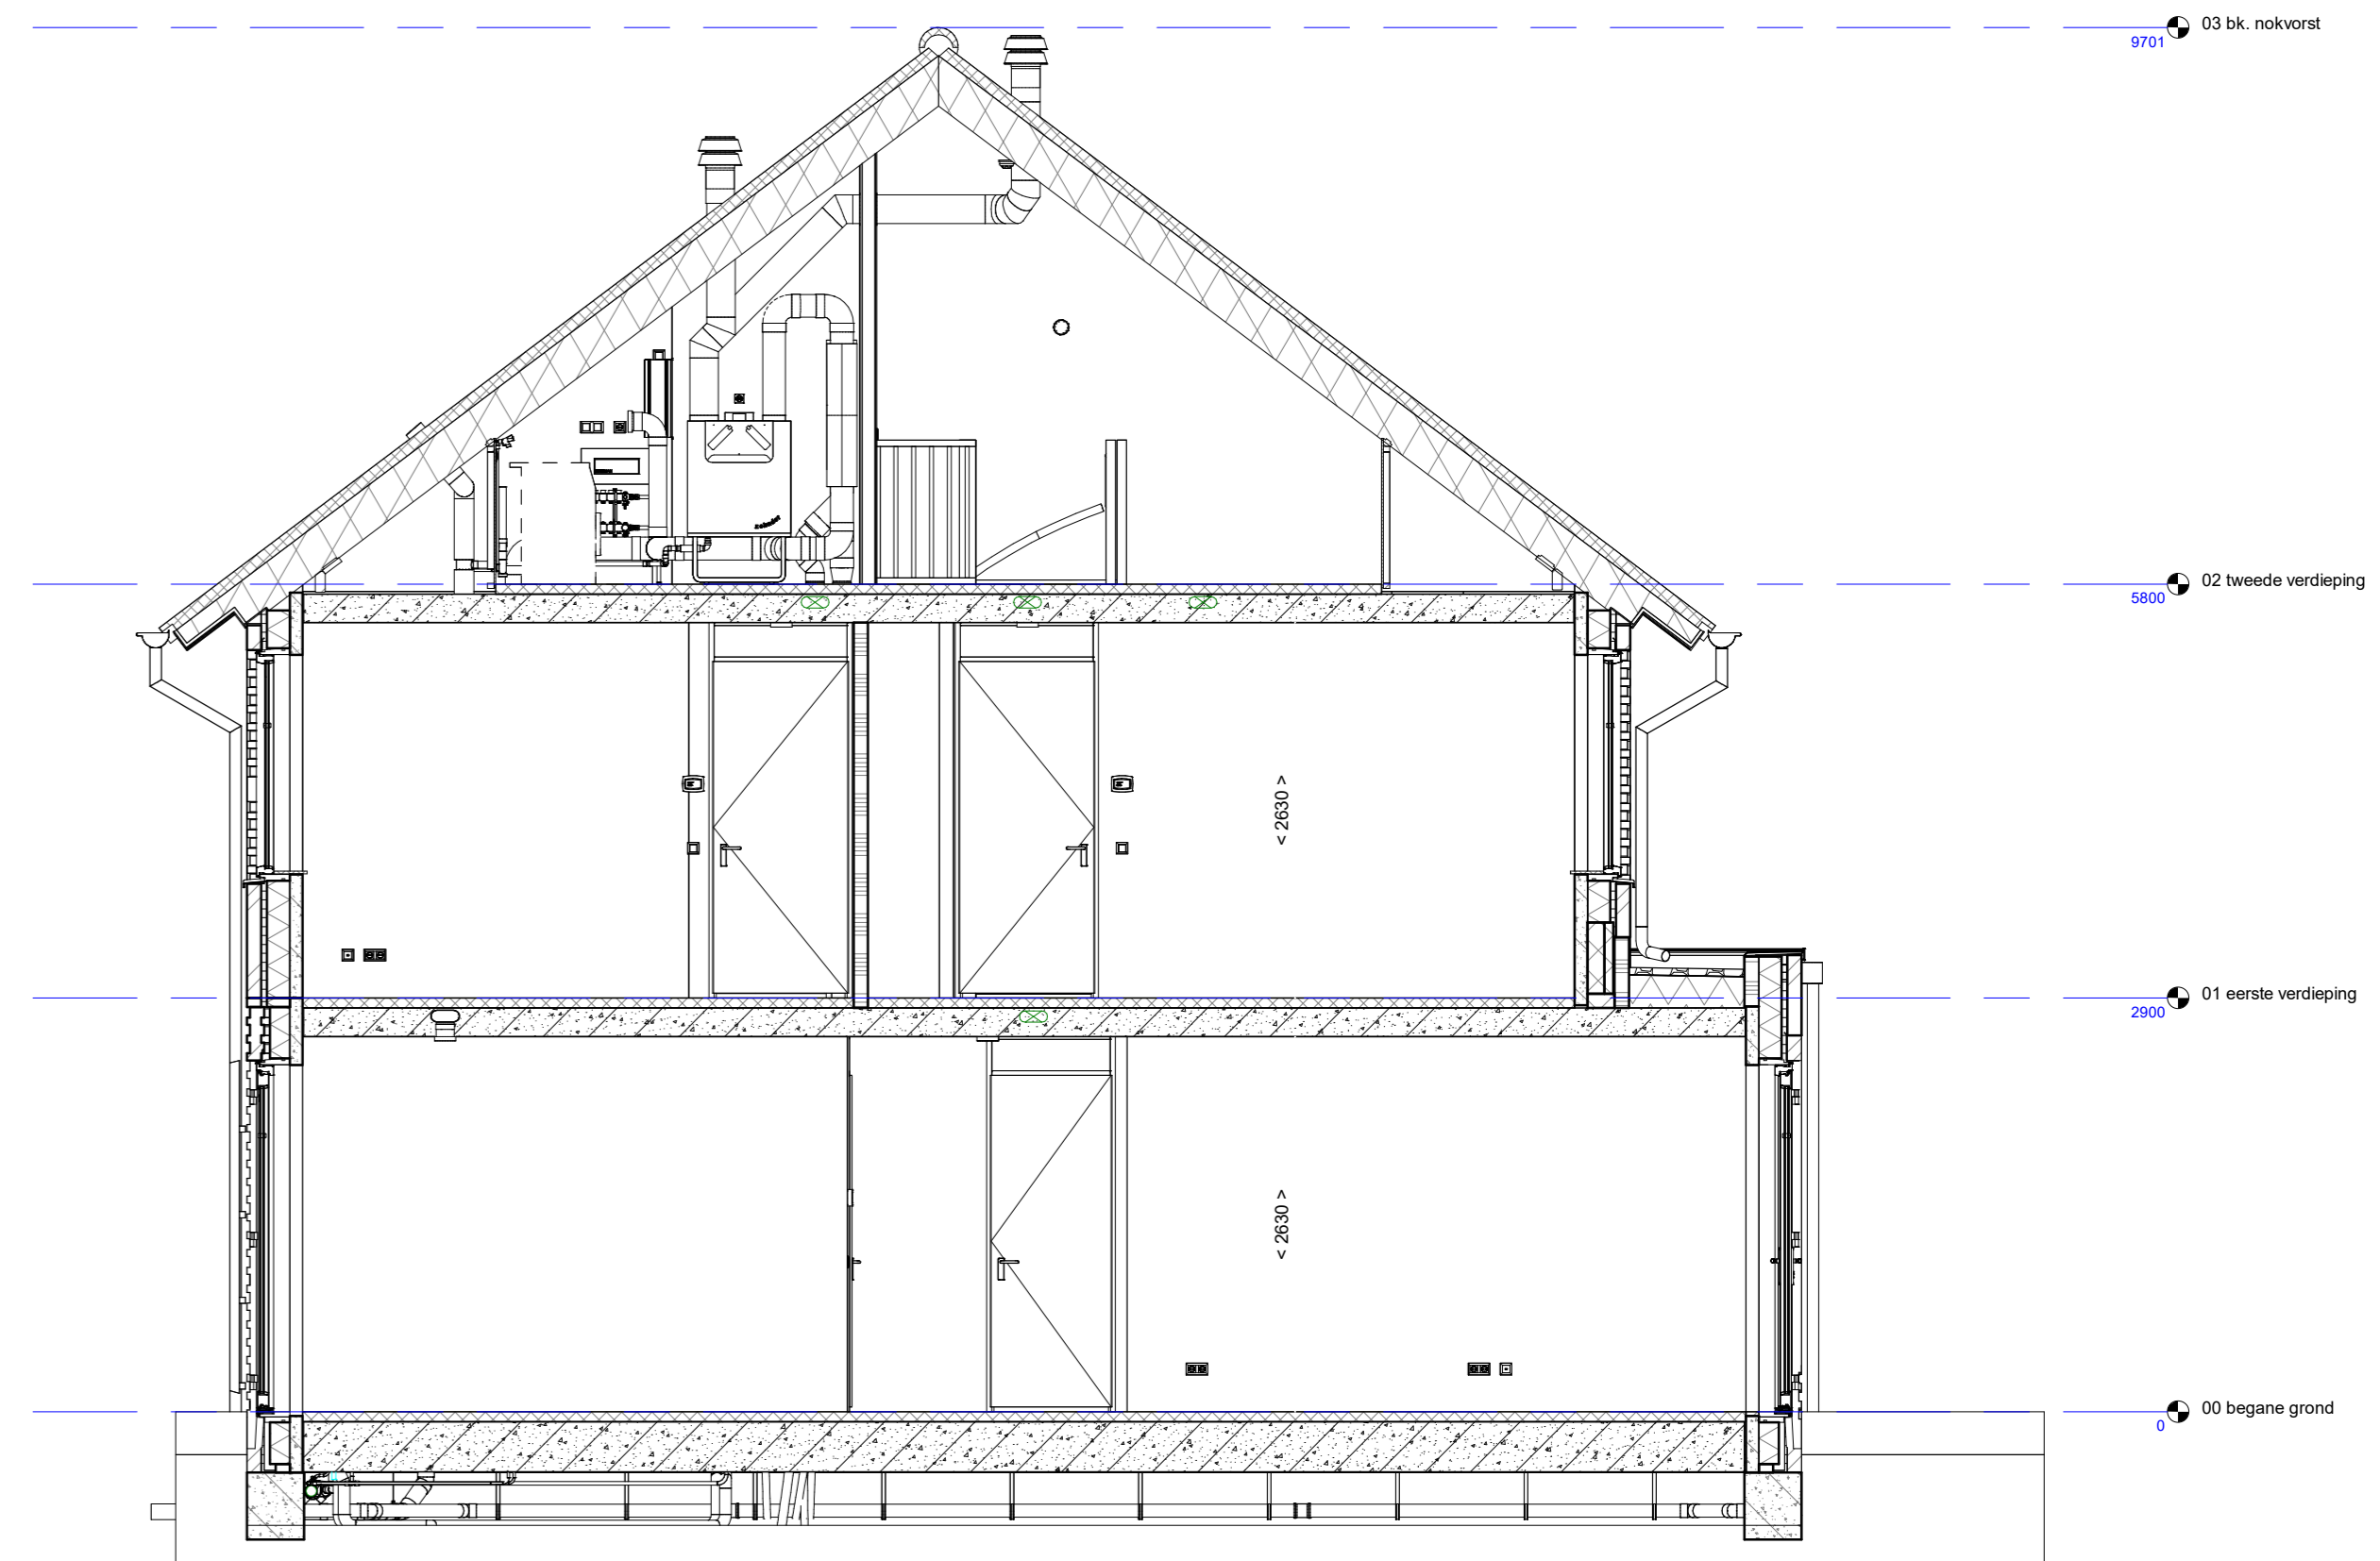 03 bk. nokvorst
9701
02 tweede verdieping
5800
< 2630 >
01 eerste verdieping
2900
< 2630 >
00 begane grond
0